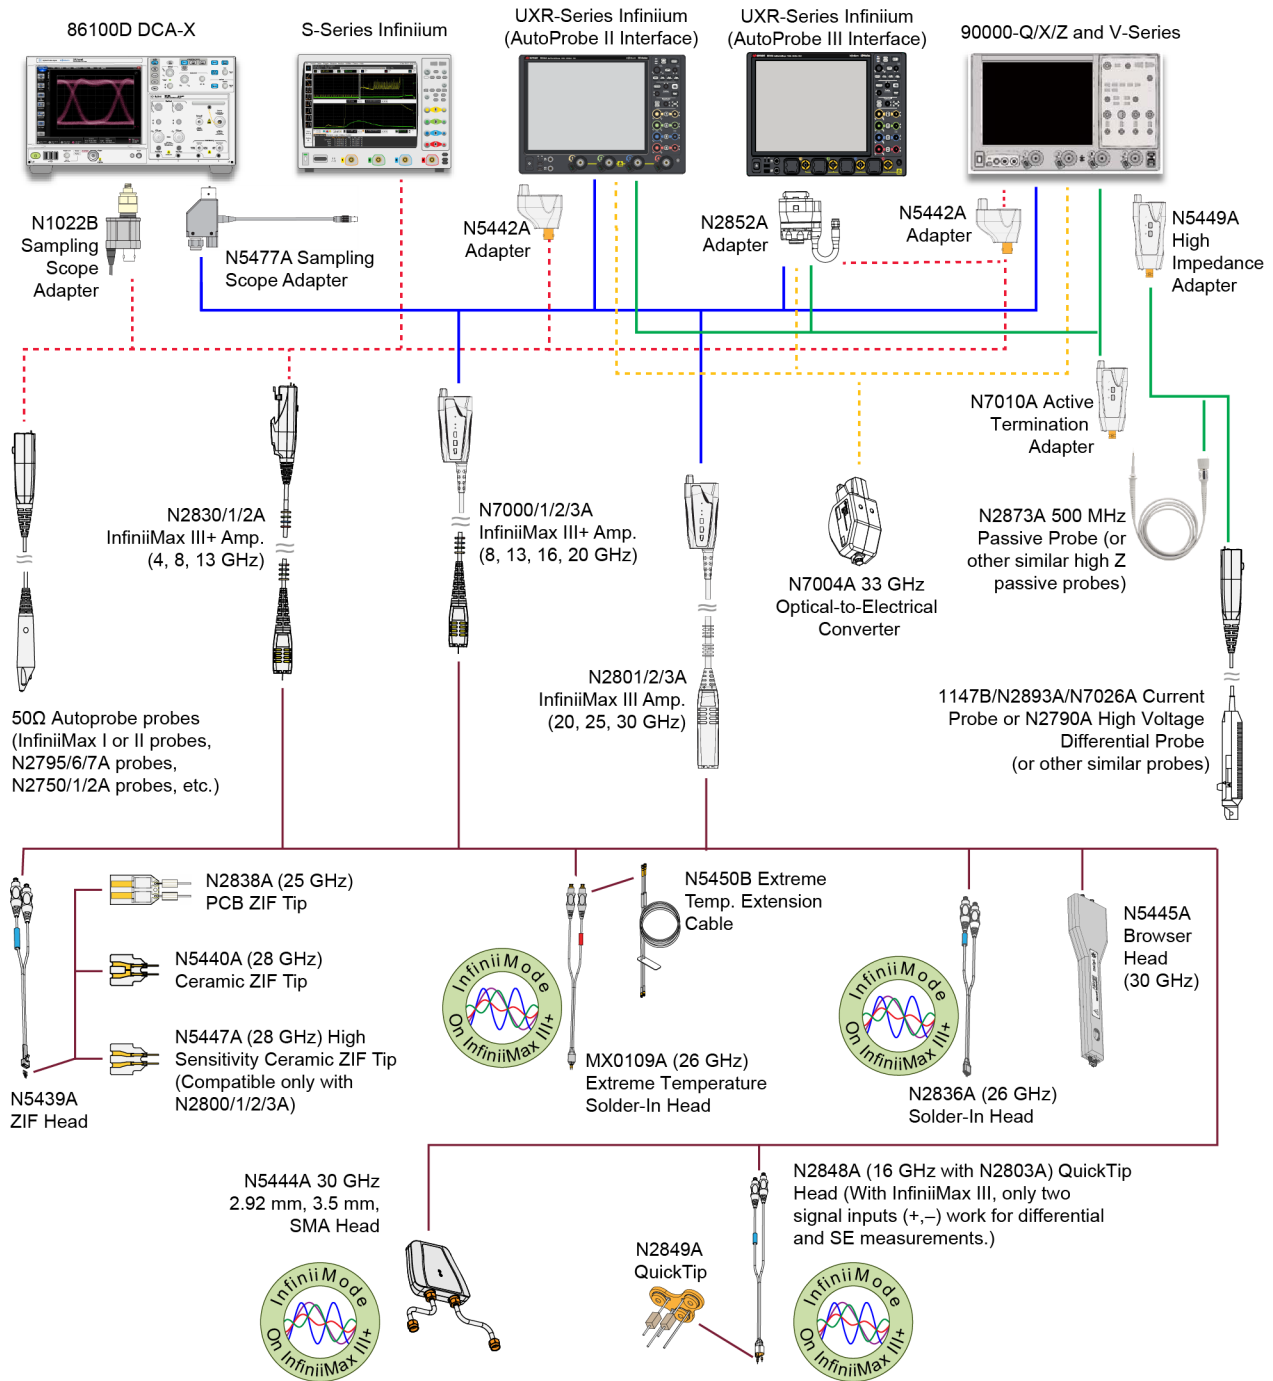 86100D DCA-X
S-Series Infiniium
UXR-Series Infiniium
(AutoProbe II Interface)
UXR-Series Infiniium
(AutoProbe III Interface)
90000-Q/X/Z and V-Series
N1022B
Sampling
Scope
Adapter
N5477A Sampling
Scope Adapter
N5442A
Adapter
N2852A
Adapter
N5442A
Adapter
N5449A
High
Impedance
Adapter
N7010A Active
Termination
Adapter
N2830/1/2A
InfiniiMax III+ Amp.
(4, 8, 13 GHz)
N7000/1/2/3A
InfiniiMax III+ Amp.
(8, 13, 16, 20 GHz)
N7004A 33 GHz
Optical-to-Electrical
Converter
N2873A 500 MHz
Passive Probe (or
other similar high Z
passive probes)
N2801/2/3A
InfiniiMax III Amp.
(20, 25, 30 GHz)
50Ω Autoprobe probes
(InfiniiMax I or II probes,
N2795/6/7A probes,
N2750/1/2A probes, etc.)
1147B/N2893A/N7026A Current
Probe or N2790A High Voltage
Differential Probe
(or other similar probes)
N2838A (25 GHz)
PCB ZIF Tip
N5440A (28 GHz)
Ceramic ZIF Tip
N5447A (28 GHz) High
Sensitivity Ceramic ZIF Tip
(Compatible only with
N2800/1/2/3A)
N5439A
ZIF Head
N5450B Extreme
Temp. Extension
Cable
InfiniiMode
On InfiniiMax III+
MX0109A (26 GHz)
Extreme Temperature
Solder-In Head
InfiniiMode
On InfiniiMax III+
N2836A (26 GHz)
Solder-In Head
N5445A
Browser
Head
(30 GHz)
N5444A 30 GHz
2.92 mm, 3.5 mm,
SMA Head
InfiniiMode
On InfiniiMax III+
N2849A
QuickTip
N2848A (16 GHz with N2803A) QuickTip
Head (With InfiniiMax III, only two
signal inputs (+,–) work for differential
and SE measurements.)
InfiniiMode
On InfiniiMax III+